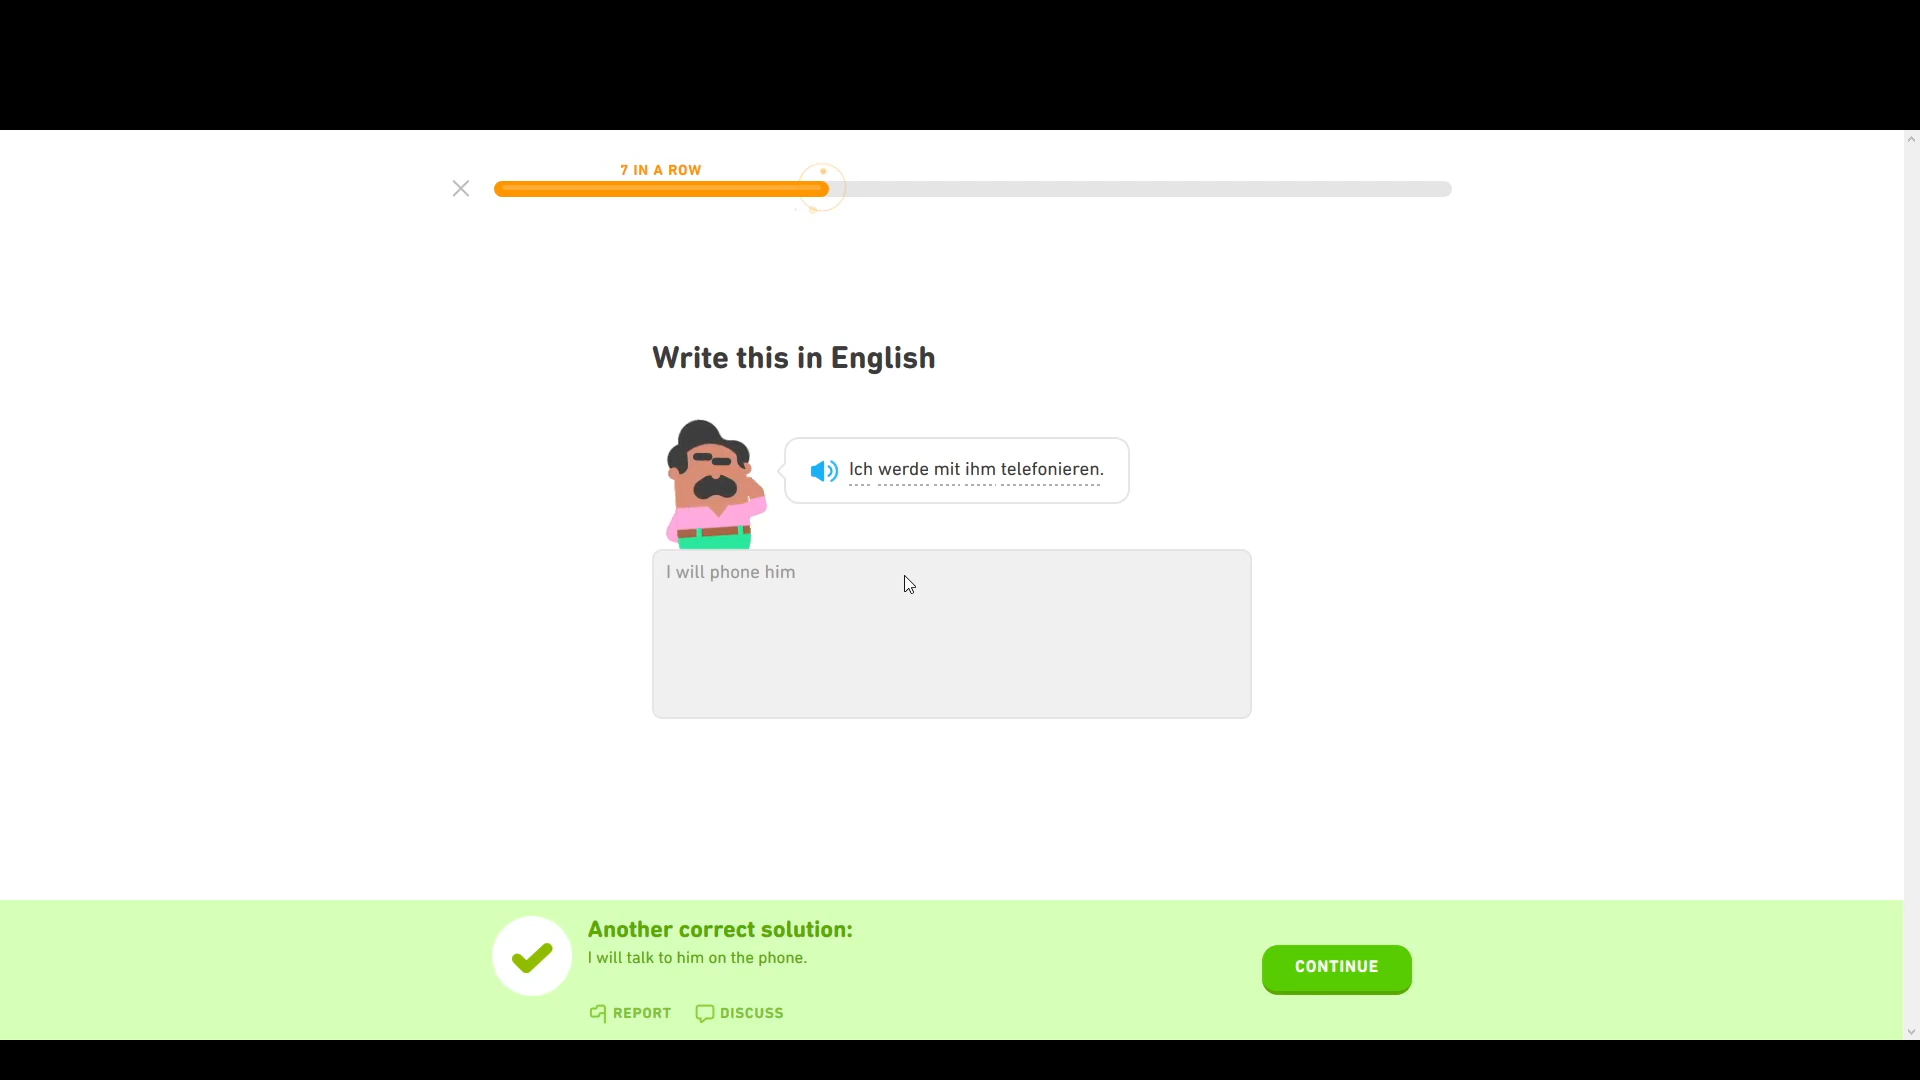 7 IN A ROW
Write this in English
Ich werde mit ihm telefonieren.
I will phone him
Another correct solution:
I will talk to him on the phone.
CONTINUE
REPORT DISCUSS